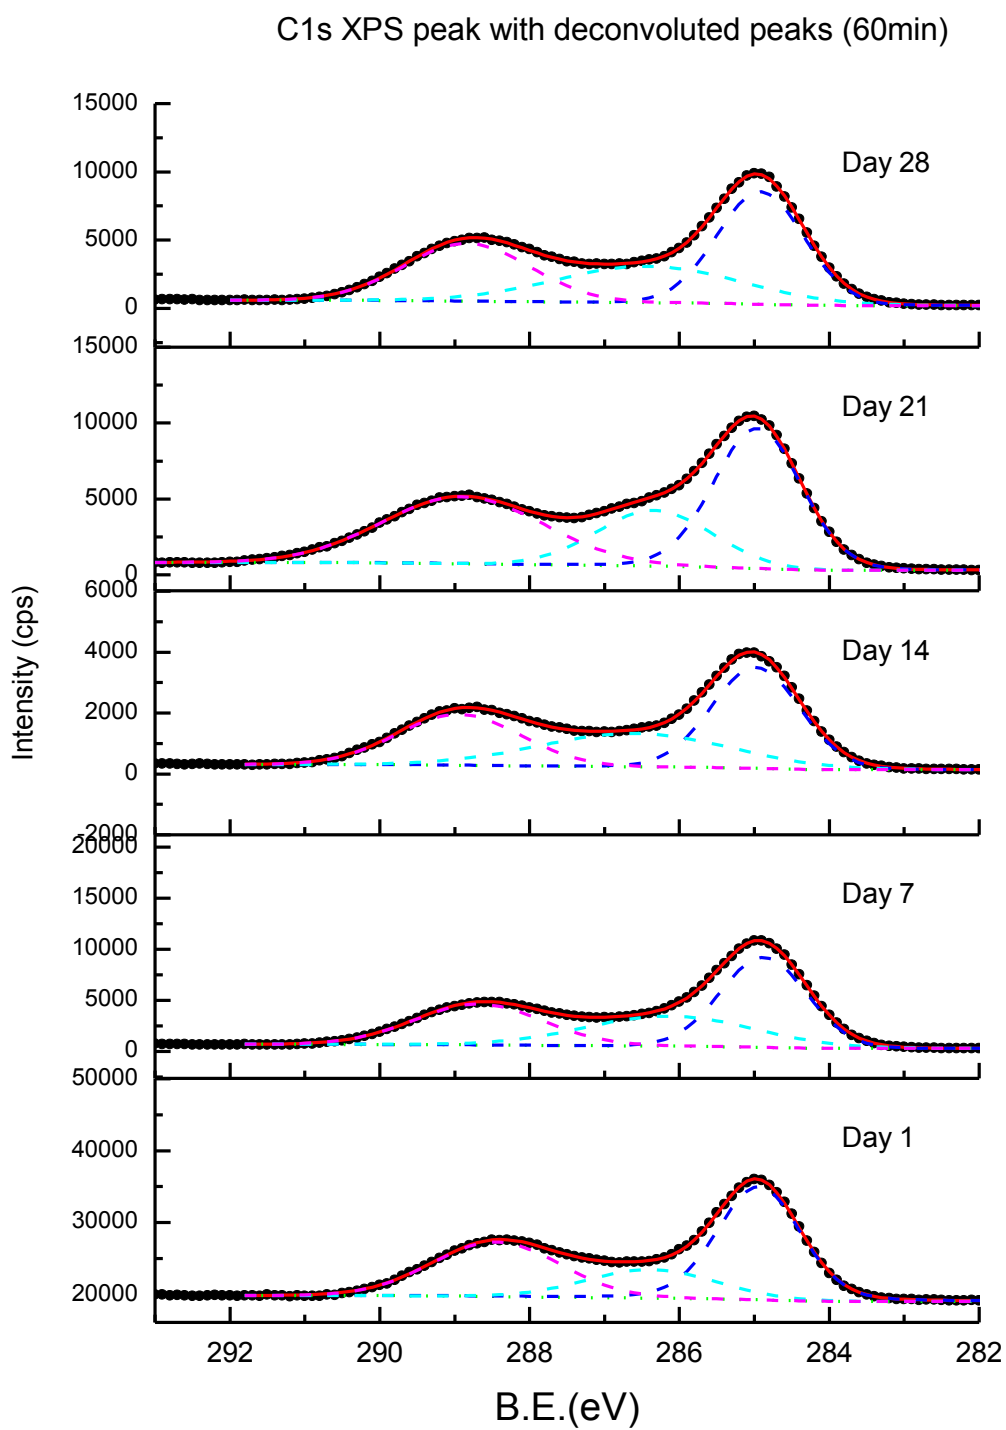 C1s XPS peak with deconvoluted peaks (60min)
15000
10000
5000
0
Day 28
15000
10000
5000
0
Day 21
6000
4000
2000
0
-2000
Day 14
20000
15000
10000
5000
0
Day 7
50000
40000
30000
20000
Day 1
Intensity (cps)
292 290 288 286 284 282
B.E.(eV)